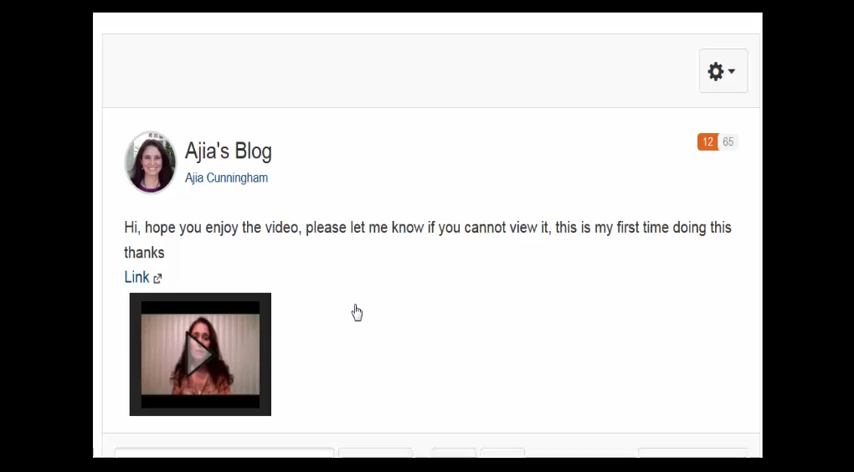 Ajia's Blog
12 65
Ajia Cunningham
Hi, hope you enjoy the video, please let me know if you cannot view it, this is my first time doing this
thanks
Link